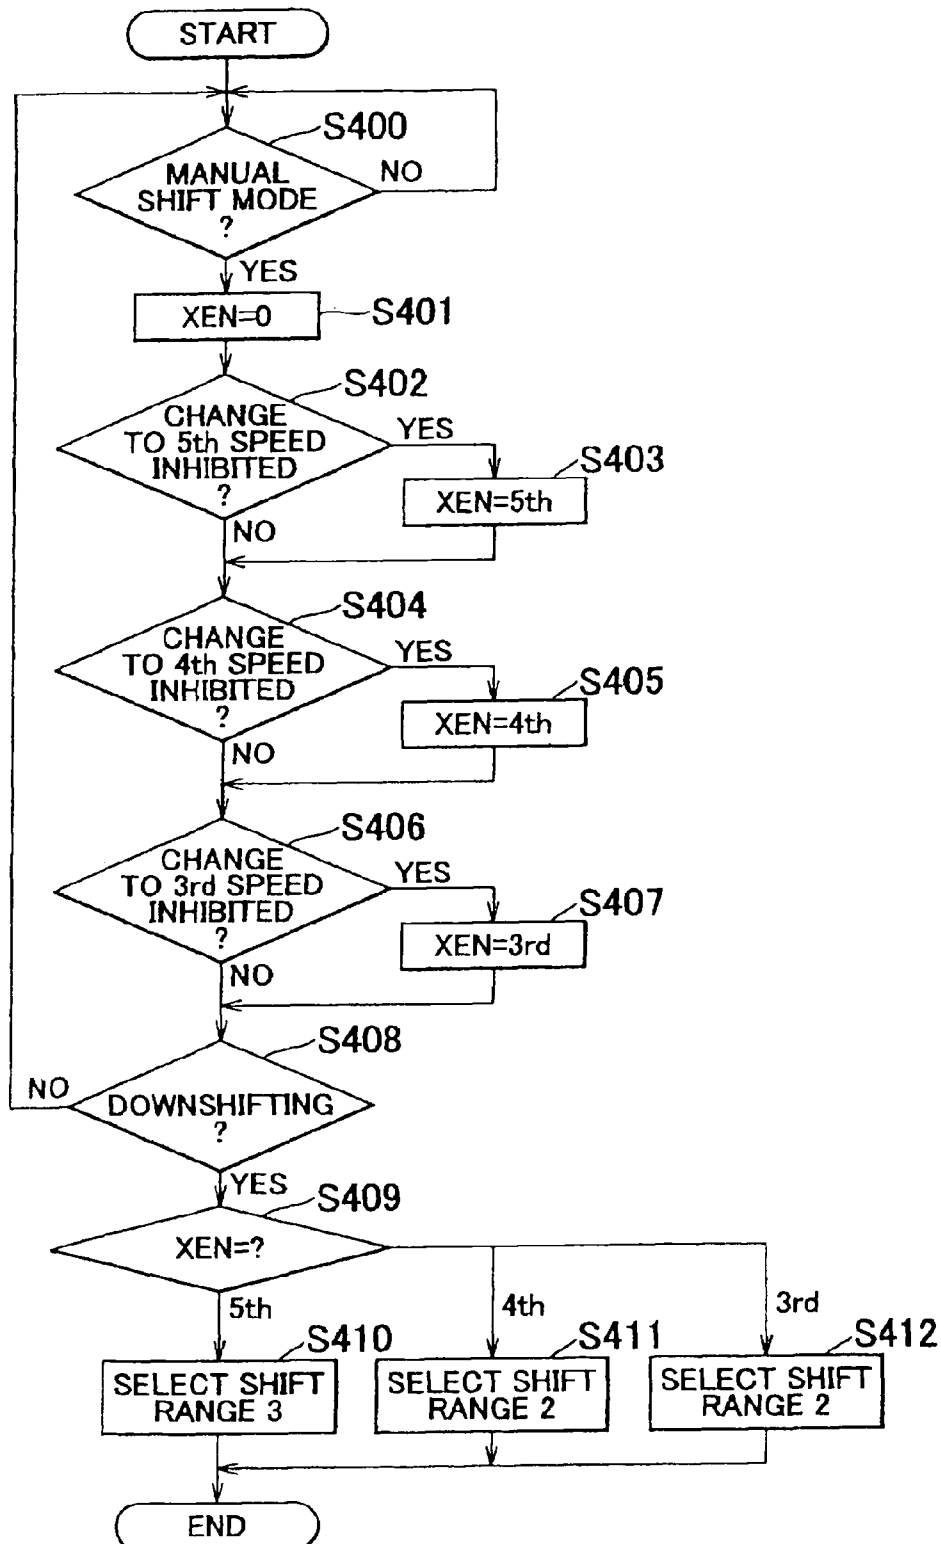 START
S400
MANUAL
SHIFT MODE
?
NO
YES
XEN=0
S401
S402
CHANGE
TO 5th SPEED
INHIBITED
?
YES
S403
XEN=5th
NO
S404
CHANGE
TO 4th SPEED
INHIBITED
?
YES
S405
XEN=4th
NO
S406
CHANGE
TO 3rd SPEED
INHIBITED
?
YES
S407
XEN=3rd
NO
S408
NO
DOWNSHIFTING
?
YES
S409
XEN=?
5th
4th
3rd
S410
S411
S412
SELECT SHIFT
RANGE 3
SELECT SHIFT
RANGE 2
SELECT SHIFT
RANGE 2
END